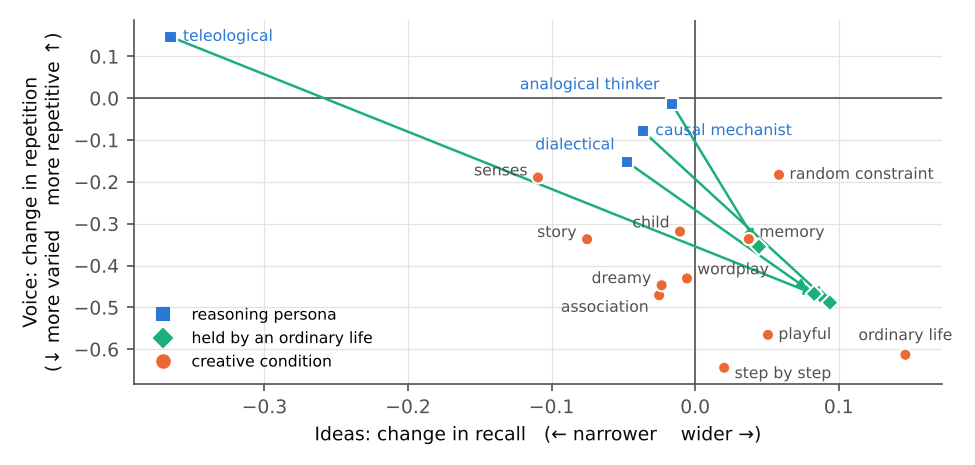 Voice: change in repetition
(↓ more varied    more repetitive ↑)
0.1
0.0
−0.1
−0.2
−0.3
−0.4
−0.5
−0.6
teleological
analogical thinker
causal mechanist
dialectical
senses
random constraint
child
story
memory
wordplay
dreamy
association
playful
ordinary life
step by step
reasoning persona
held by an ordinary life
creative condition
−0.3
−0.2
−0.1
0.0
0.1
Ideas: change in recall   (← narrower    wider →)